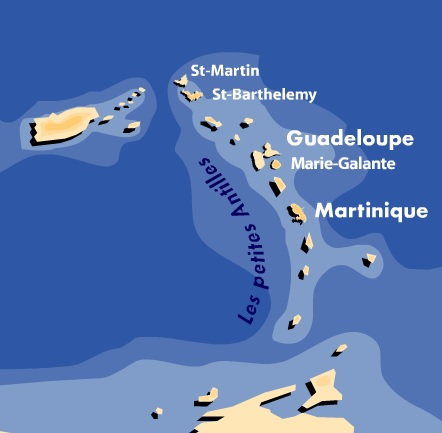 St-Martin
St-Barthelemy
Guadeloupe
Marie-Galante
Martinique
Les petites Antilles